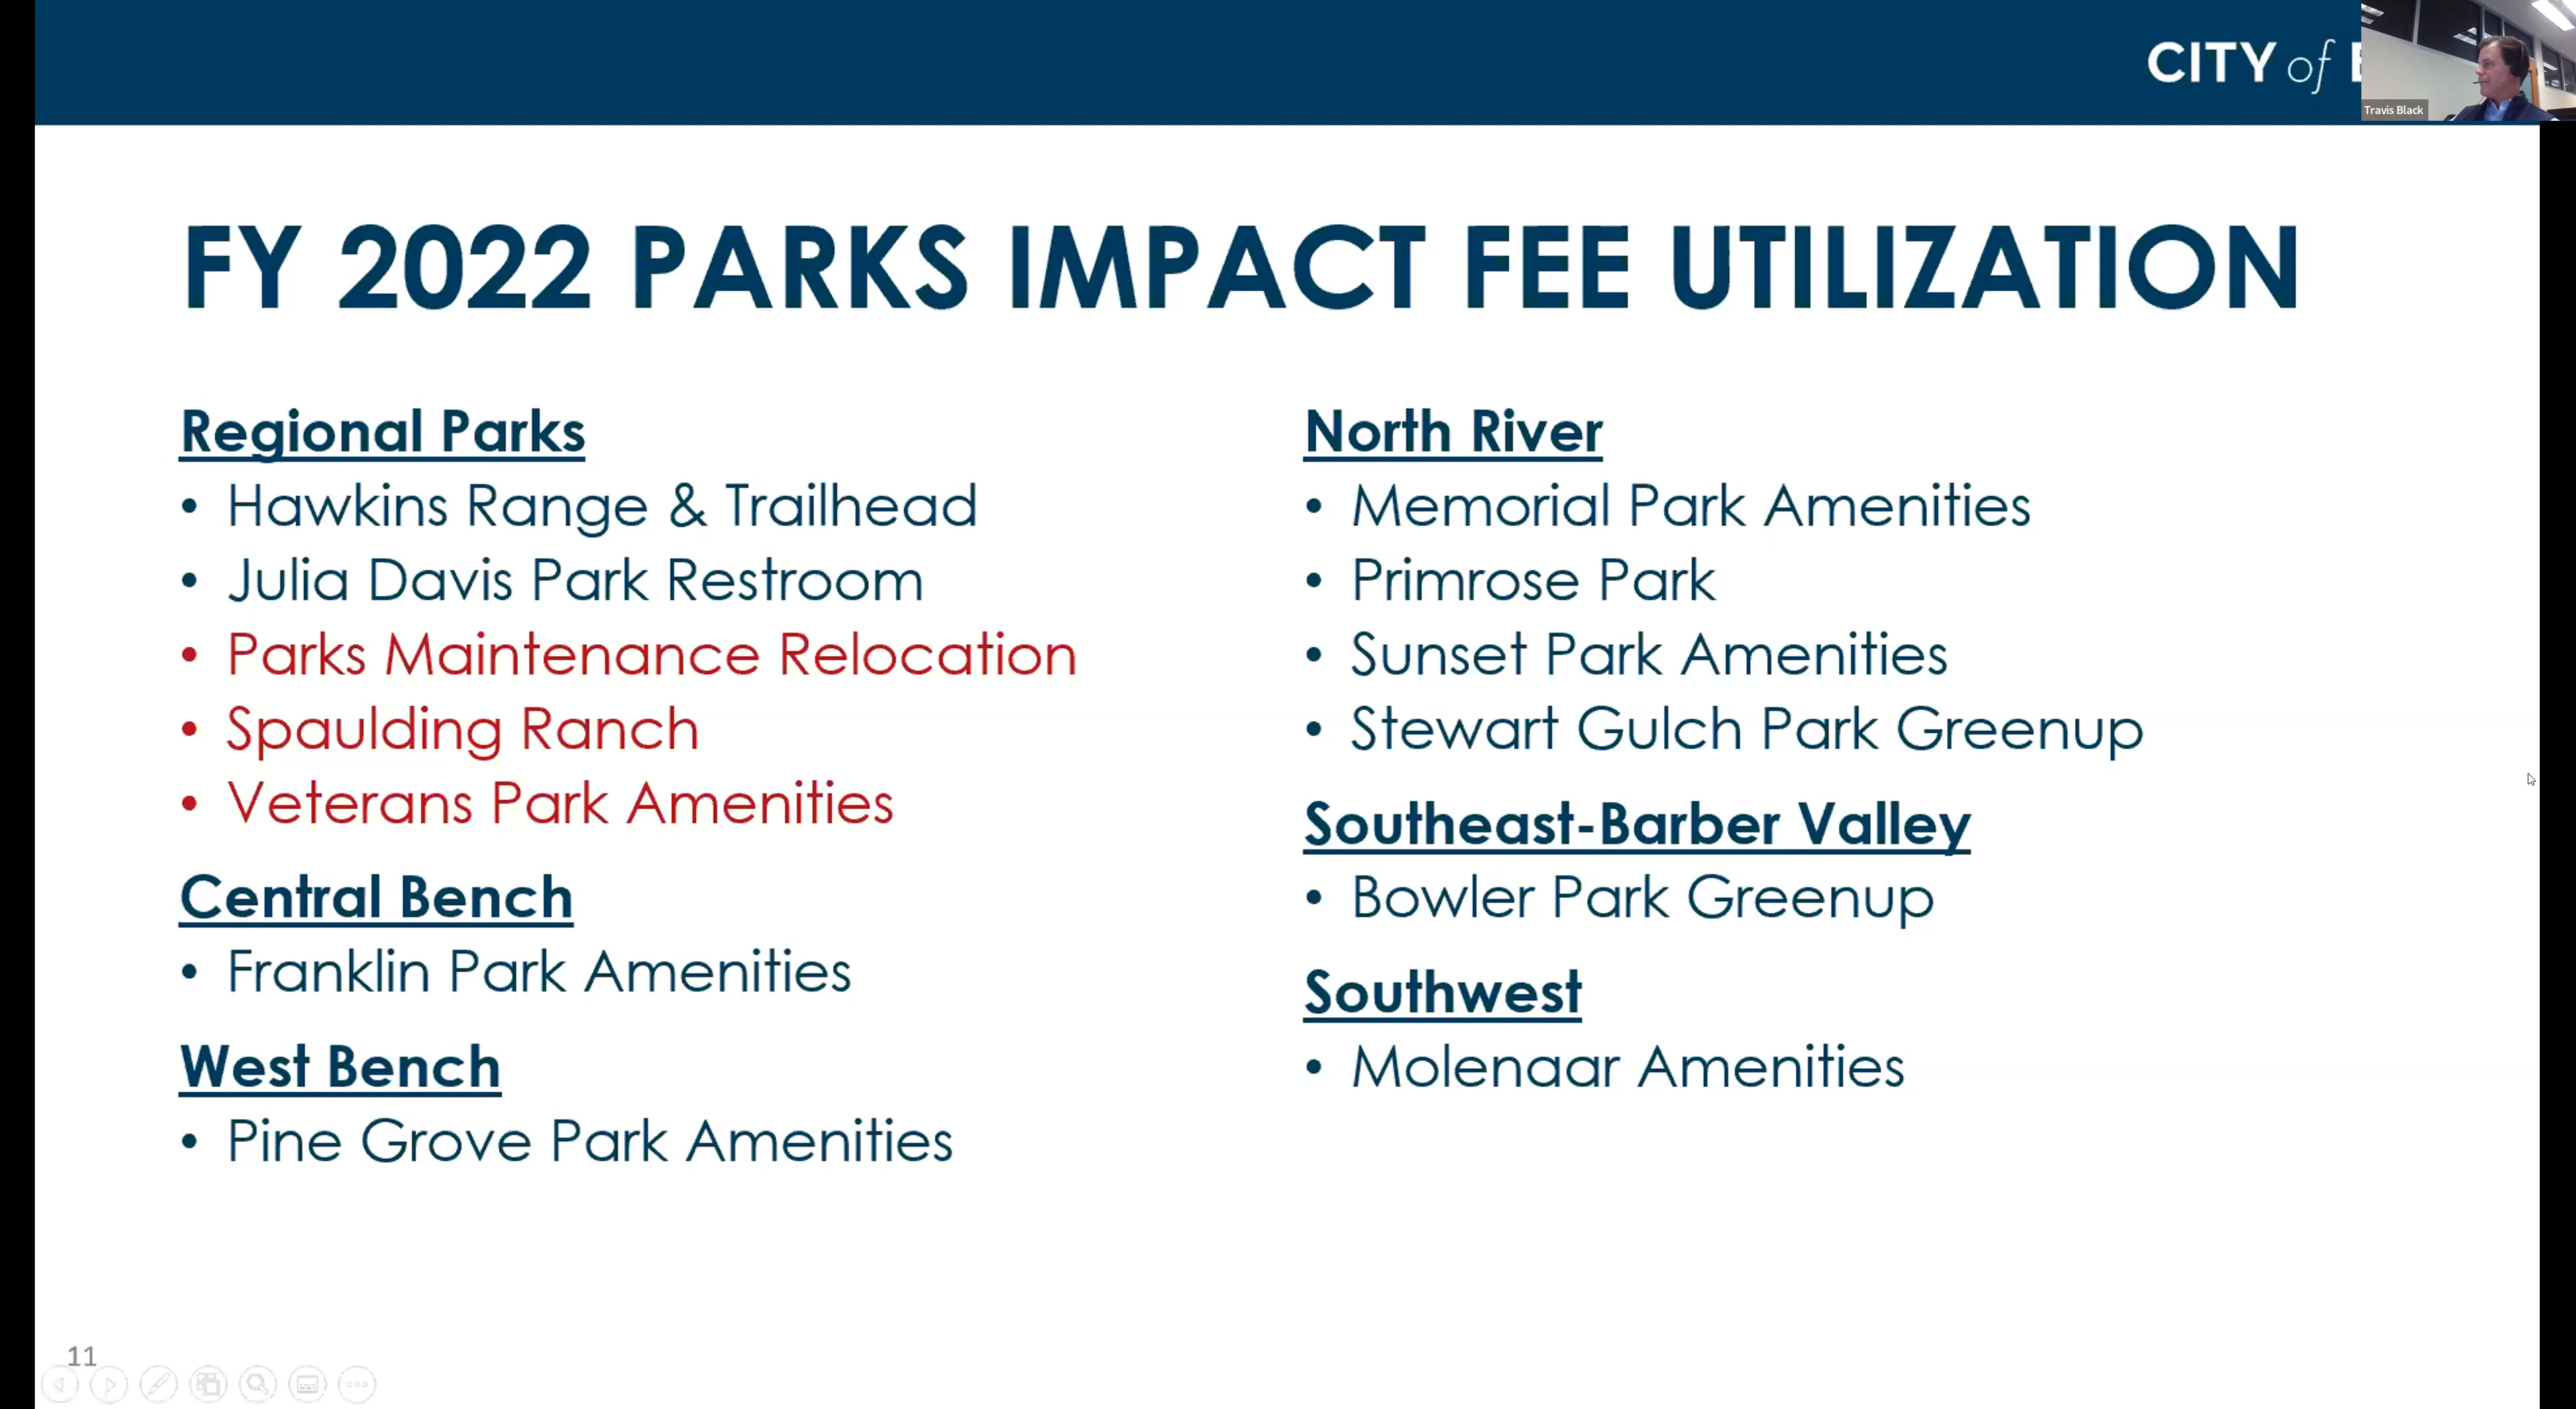 CITY of
Travis Black
FY 2022 PARKS IMPACT FEE UTILIZATION
Regional Parks
• Hawkins Range & Trailhead
• Julia Davis Park Restroom
• Parks Maintenance Relocation
• Spaulding Ranch
• Veterans Park Amenities
Central Bench
• Franklin Park Amenities
West Bench
• Pine Grove Park Amenities
North River
• Memorial Park Amenities
• Primrose Park
• Sunset Park Amenities
• Stewart Gulch Park Greenup
Southeast-Barber Valley
• Bowler Park Greenup
Southwest
• Molenaar Amenities
11